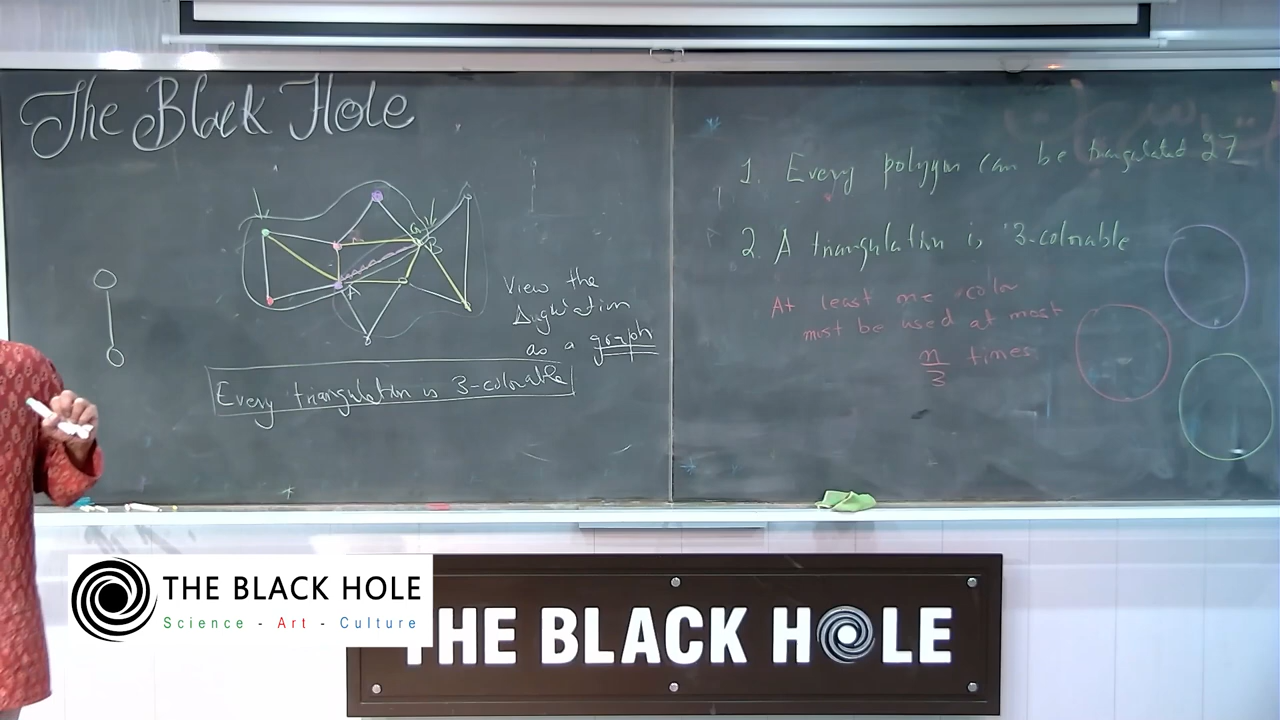 The Black Hole
G
B
A
View the
as a graph
Every triangulation is 3-colorable
1. Every polygon can be triangulated 27
2. A triangulation is 3-colorable
At least one color
must be used at most
n/3 times
THE BLACK HOLE
Science - Art - Culture
THE BLACK HOLE